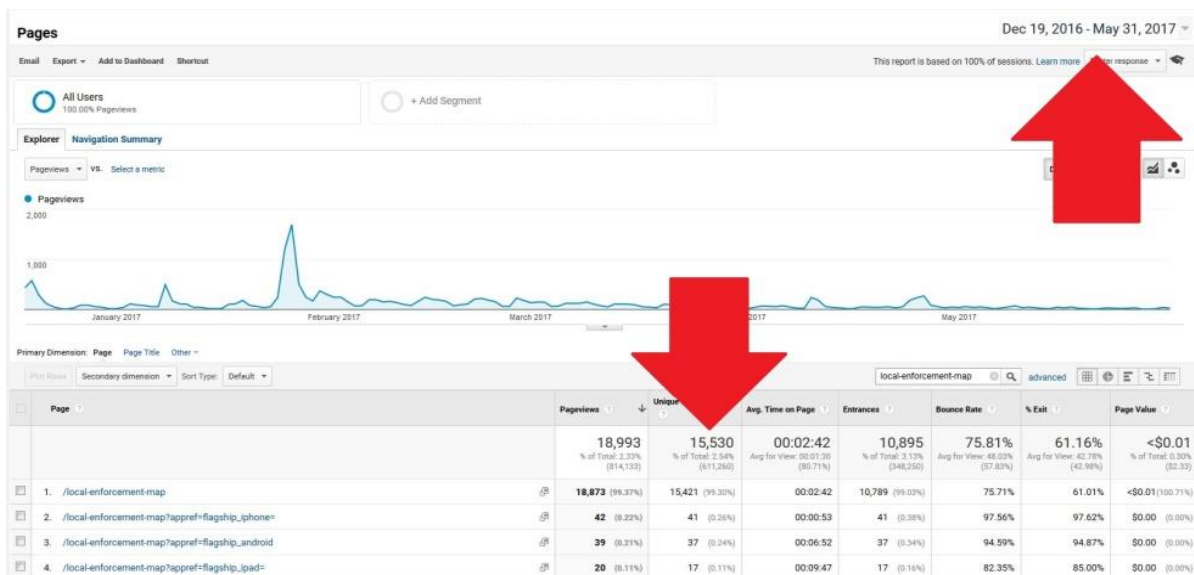 Pages
Dec 19, 2016 - May 31, 2017
Email Export Add to Dashboard Shortcut
This report is based on 100% of sessions. Learn more response
All Users
100.00% Pageviews
+ Add Segment
Explorer Navigation Summary
Pageviews VS. Select a metric
Pageviews
2,000
1,000
January 2017 February 2017 March 2017 2017 May 2017
Primary Dimension: Page Page Title Other
Plot Rows Secondary dimension Sort Type: Default local-enforcement-map advanced
Page Pageviews Unique Avg. Time on Page Entrances Bounce Rate % Exit Page Value
18,993 15,530 00:02:42 10,895 75.81% 61.16% <$0.01
% of Total: 2.33% % of Total: 2.54% Avg for View: 00:01:30 % of Total: 3.13% Avg for View: 48.03% Avg for View: 42.78% % of Total: 0.30%
(814,133) (611,260) (80.71%) (348,250) (57.83%) (42.98%) ($2.33)
1. /local-enforcement-map 18,873 (99.37%) 15,421 (99.30%) 00:02:42 10,789 (99.03%) 75.71% 61.01% <$0.01 (100.71%)
2. /local-enforcement-map?appref=flagship_iphone= 42 (0.22%) 41 (0.26%) 00:00:53 41 (0.38%) 97.56% 97.62% $0.00 (0.00%)
3. /local-enforcement-map?appref=flagship_android 39 (0.21%) 37 (0.24%) 00:06:52 37 (0.34%) 94.59% 94.87% $0.00 (0.00%)
4. /local-enforcement-map?appref=flagship_ipad= 20 (0.11%) 17 (0.11%) 00:09:47 17 (0.16%) 82.35% 85.00% $0.00 (0.00%)